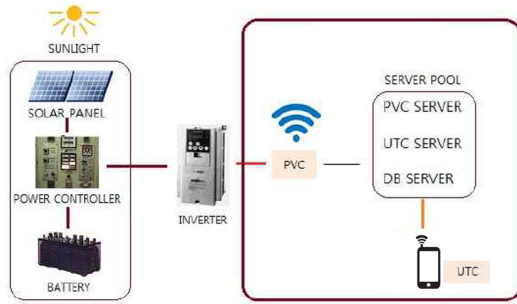 SUNLIGHT
SOLAR PANEL
POWER CONTROLLER
BATTERY
INVERTER
PVC
SERVER POOL
PVC SERVER
UTC SERVER
DB SERVER
UTC